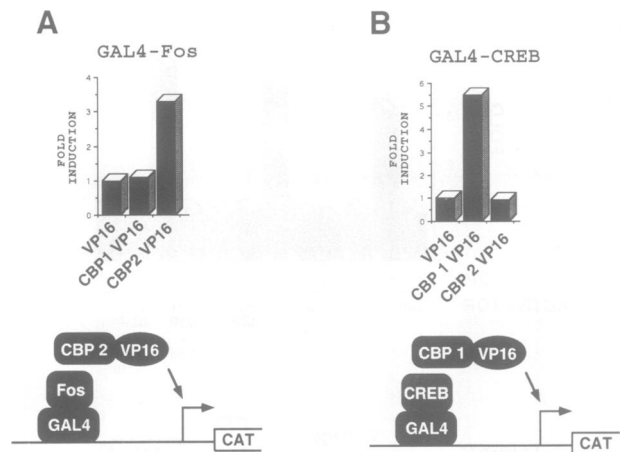 A
GAL4-Fos
FOLD
INDUCTION
4
3
2
1
0
VP16
CBP1 VP16
CBP2 VP16
CBP 2 VP16
Fos
GAL4
CAT
B
GAL4-CREB
FOLD
INDUCTION
6
5
4
3
2
1
0
VP16
CBP 1 VP16
CBP 2 VP16
CBP 1 VP16
CREB
GAL4
CAT